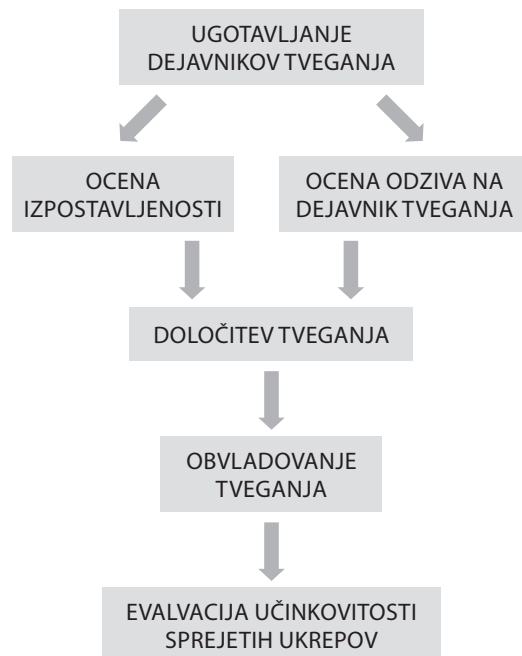 UGOTAVLJANJE
DEJAVNIKOV TVEGANJA
OCENA
IZPOSTAVLJENOSTI
OCENA ODZIVA NA
DEJAVNIK TVEGANJA
DOLOČITEV TVEGANJA
OBVLADOVANJE
TVEGANJA
EVALVACIJA UČINKOVITOSTI
SPREJETIH UKREPOV